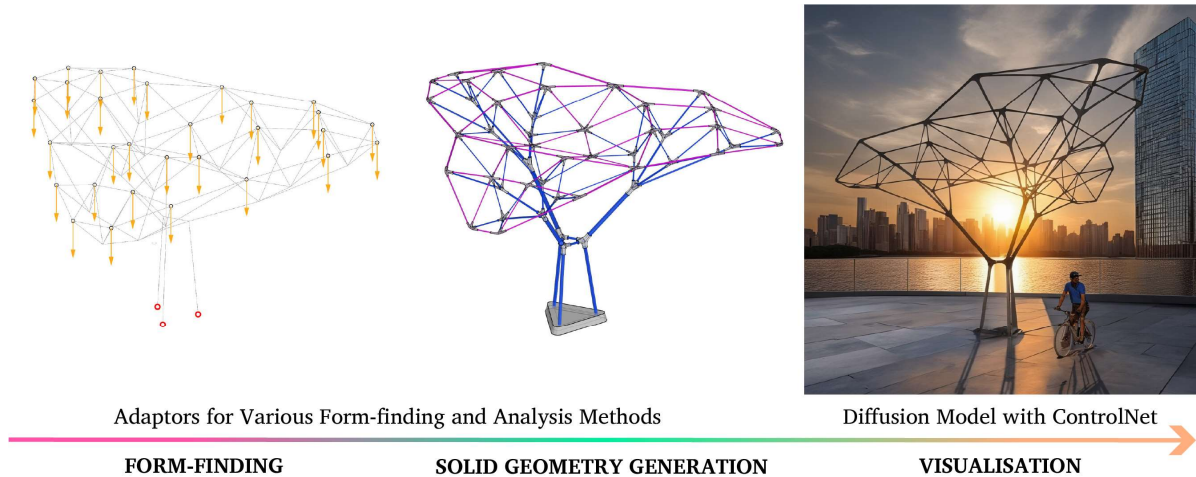 Adaptors for Various Form-finding and Analysis Methods
Diffusion Model with ControlNet
FORM-FINDING
SOLID GEOMETRY GENERATION
VISUALISATION